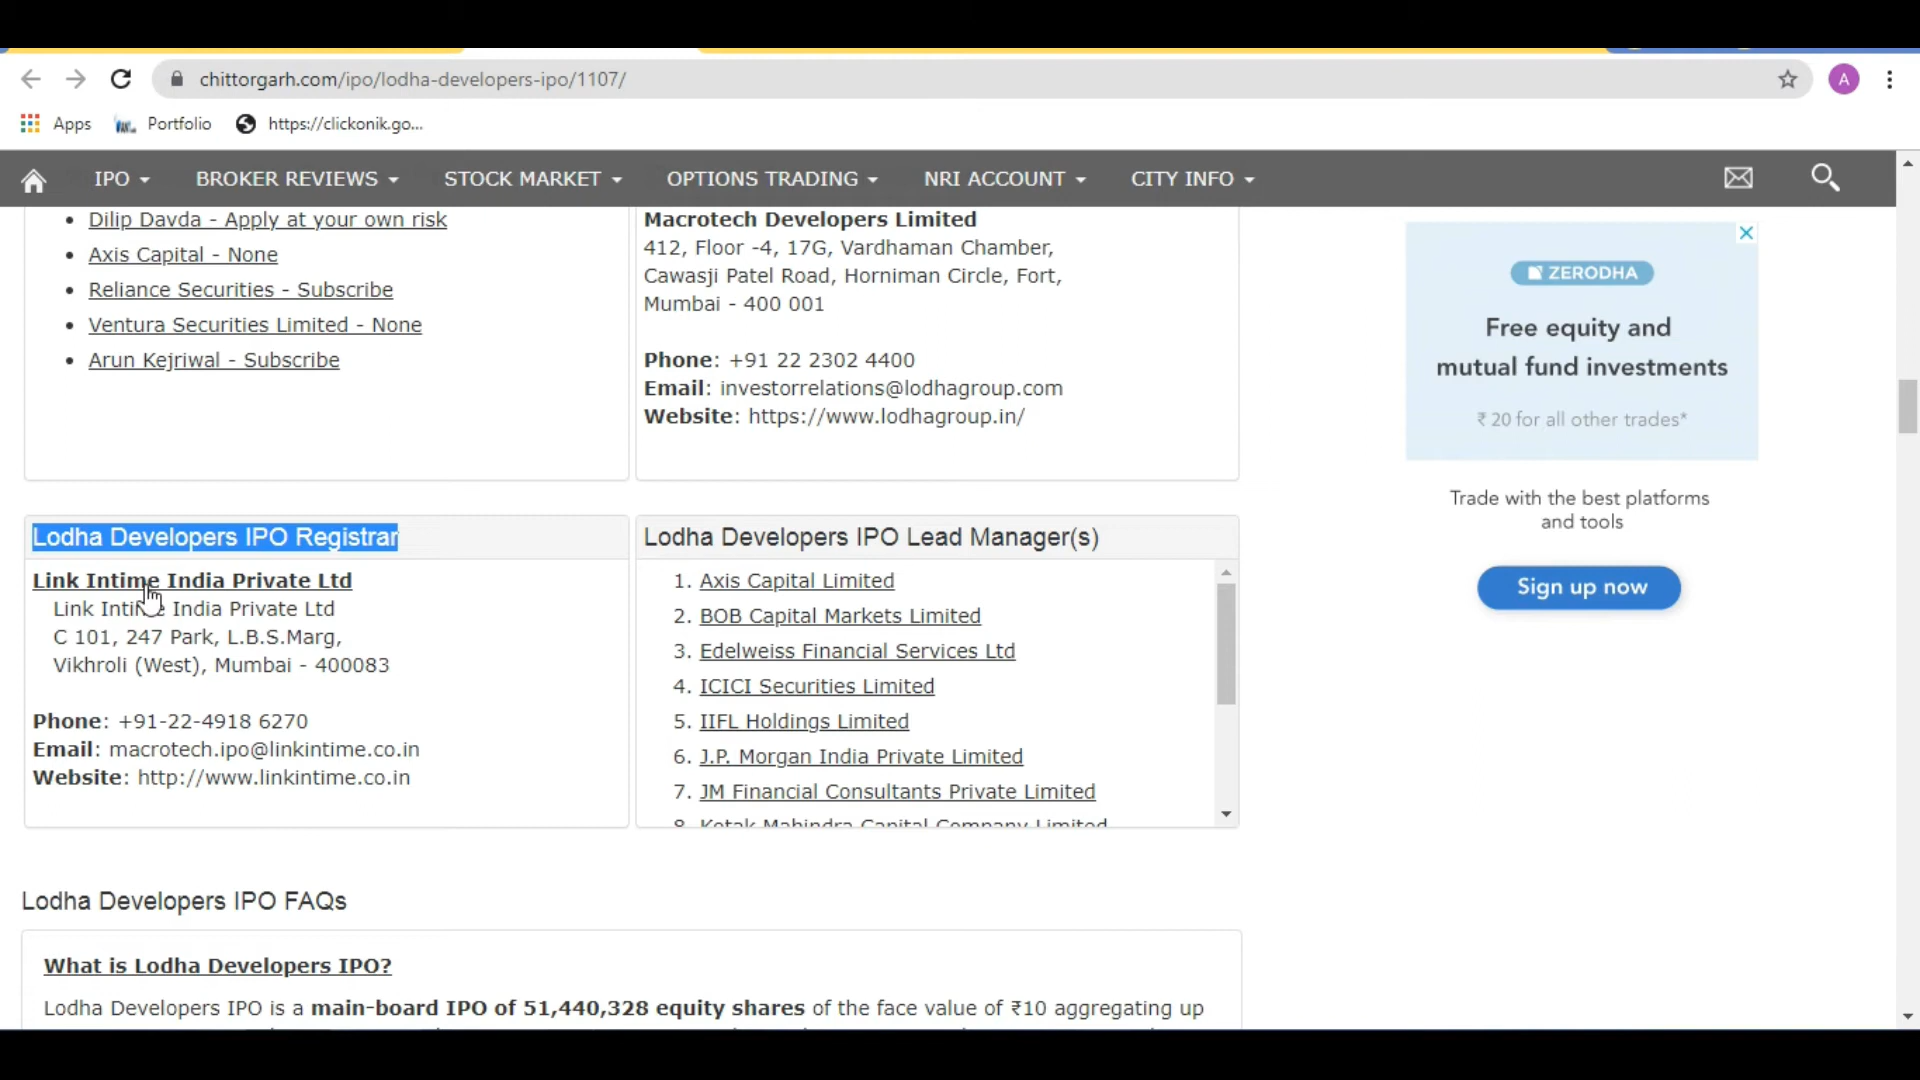 chittorgarh.com/ipo/lodha-developers-ipo/1107/
A
Apps
Portfolio
https://clickonik.go...
IPO
BROKER REVIEWS
STOCK MARKET
OPTIONS TRADING
NRI ACCOUNT
CITY INFO
Dilip Davda - Apply at your own risk
Axis Capital - None
Reliance Securities - Subscribe
Ventura Securities Limited - None
Arun Kejriwal - Subscribe
Macrotech Developers Limited
412, Floor -4, 17G, Vardhaman Chamber,
Cawasji Patel Road, Horniman Circle, Fort,
Mumbai - 400 001
Phone: +91 22 2302 4400
Email: investorrelations@lodhagroup.com
Website: https://www.lodhagroup.in/
ZERODHA
Free equity and
mutual fund investments
₹ 20 for all other trades*
Trade with the best platforms
and tools
Sign up now
Lodha Developers IPO Registrar
Link Intime India Private Ltd
Link Intime India Private Ltd
C 101, 247 Park, L.B.S.Marg,
Vikhroli (West), Mumbai - 400083
Phone: +91-22-4918 6270
Email: macrotech.ipo@linkintime.co.in
Website: http://www.linkintime.co.in
Lodha Developers IPO Lead Manager(s)
1. Axis Capital Limited
2. BOB Capital Markets Limited
3. Edelweiss Financial Services Ltd
4. ICICI Securities Limited
5. IIFL Holdings Limited
6. J.P. Morgan India Private Limited
7. JM Financial Consultants Private Limited
8. Kotak Mahindra Capital Company Limited
Lodha Developers IPO FAQs
What is Lodha Developers IPO?
Lodha Developers IPO is a main-board IPO of 51,440,328 equity shares of the face value of ₹10 aggregating up